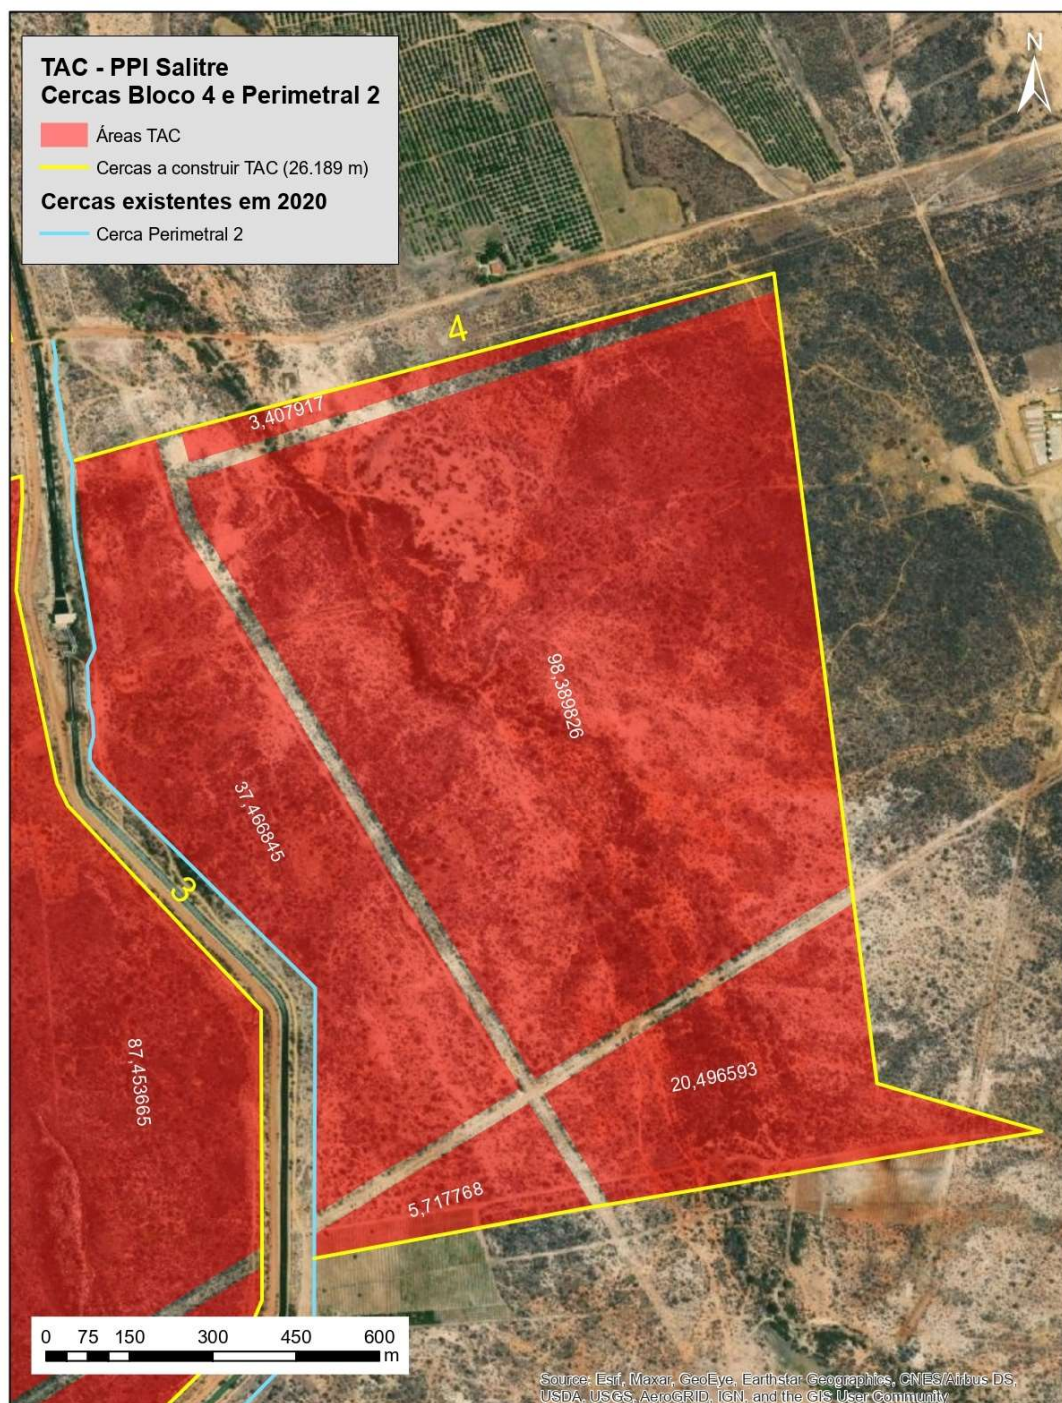 TAC - PPI Salitre
Cercas Bloco 4 e Perimetral 2
Áreas TAC
Cercas a construir TAC (26.189 m)
Cercas existentes em 2020
Cerca Perimetral 2
N
4
3,407917
98,389826
37,466845
3
87,453665
20,496593
5,717768
0 75 150 300 450 600
m
Source: Esri, Maxar, GeoEye, Earthstar Geographics, CNES/Airbus DS,
USDA, USGS, AeroGRID, IGN, and the GIS User Community